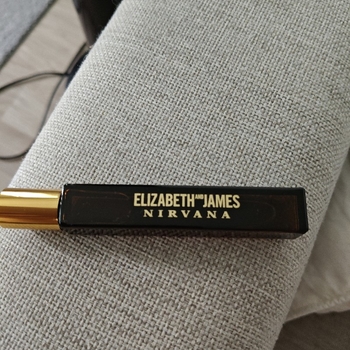 ELIZABETH AND JAMES
NIRVANA